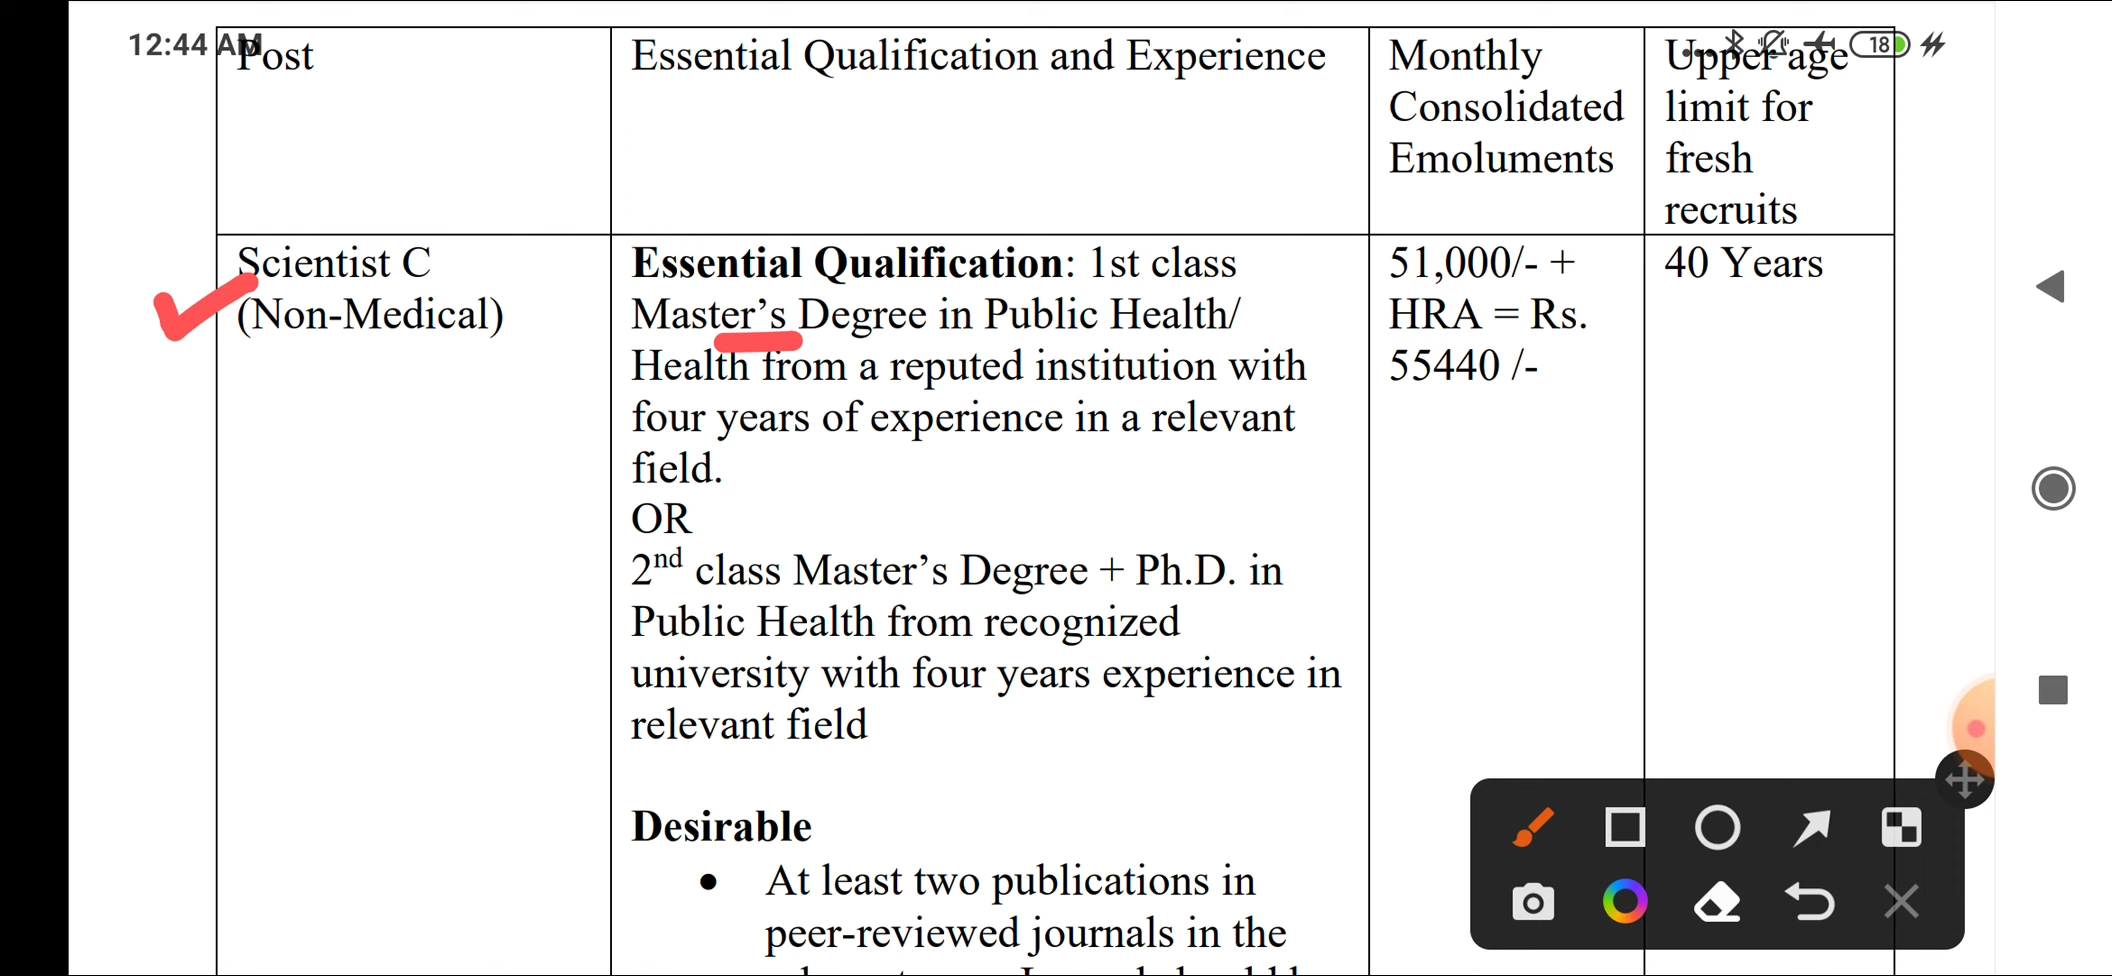 12:44 AM
18
Post
Essential Qualification and Experience
Monthly
Consolidated
Emoluments
Upper age
limit for
fresh
recruits
Scientist C
(Non-Medical)
Essential Qualification: 1st class
Master’s Degree in Public Health/
Health from a reputed institution with
four years of experience in a relevant
field.
OR
2nd class Master’s Degree + Ph.D. in
Public Health from recognized
university with four years experience in
relevant field
Desirable
• At least two publications in
peer-reviewed journals in the
51,000/- +
HRA = Rs.
55440 /-
40 Years